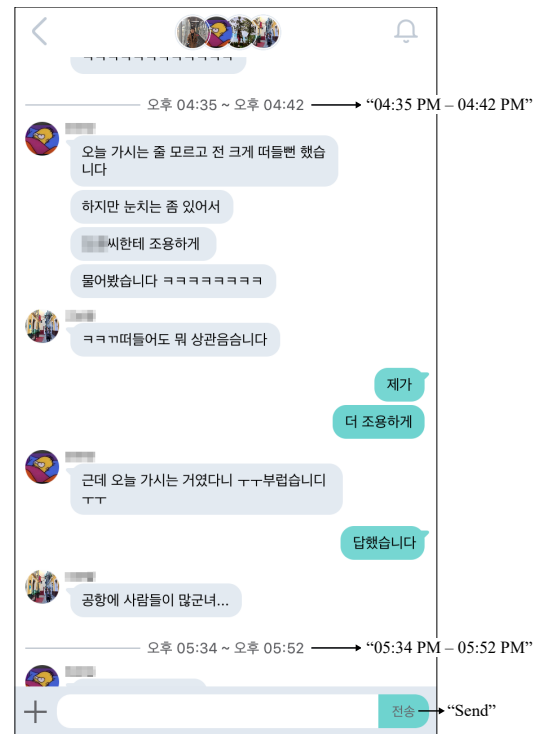 ㅋㅋㅋㅋㅋㅋㅋㅋㅋㅋㅋㅋ
오후 04:35 ~ 오후 04:42 “04:35 PM – 04:42 PM”
오늘 가시는 줄 모르고 전 크게 떠들뻔 했습
니다
하지만 눈치는 좀 있어서
씨한테 조용하게
물어봤습니다 ㅋㅋㅋㅋㅋㅋㅋㅋ
ㅋㅋㄲ떠들어도 뭐 상관음슴니다
제가
더 조용하게
근데 오늘 가시는 거였다니 ㅜㅜ부럽습니디
ㅜㅜ
답했습니다
공항에 사람들이 많군녀...
오후 05:34 ~ 오후 05:52 “05:34 PM – 05:52 PM”
전송 “Send”